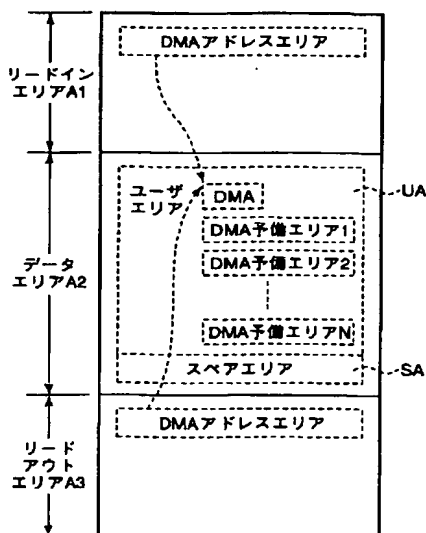 DMAアドレスエリア
リードイン
エリアA1
ユーザ
エリア
UA
DMA
DMA予備エリア1
DMA予備エリア2
データ
エリアA2
DMA予備エリアN
スペアエリア
SA
DMAアドレスエリア
リード
アウト
エリアA3